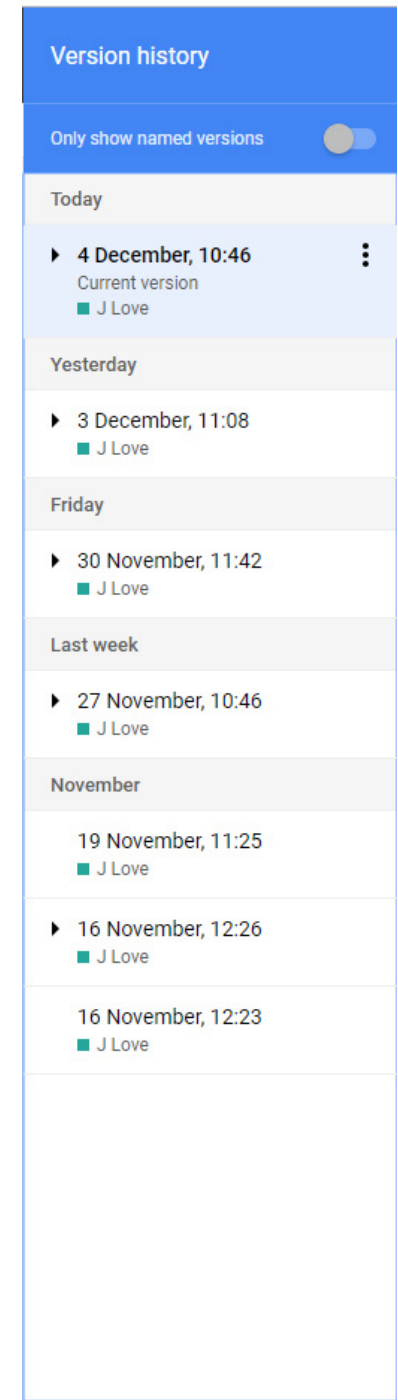 Version history
Only show named versions
Today
4 December, 10:46
Current version
J Love
Yesterday
3 December, 11:08
J Love
Friday
30 November, 11:42
J Love
Last week
27 November, 10:46
J Love
November
19 November, 11:25
J Love
16 November, 12:26
J Love
16 November, 12:23
J Love